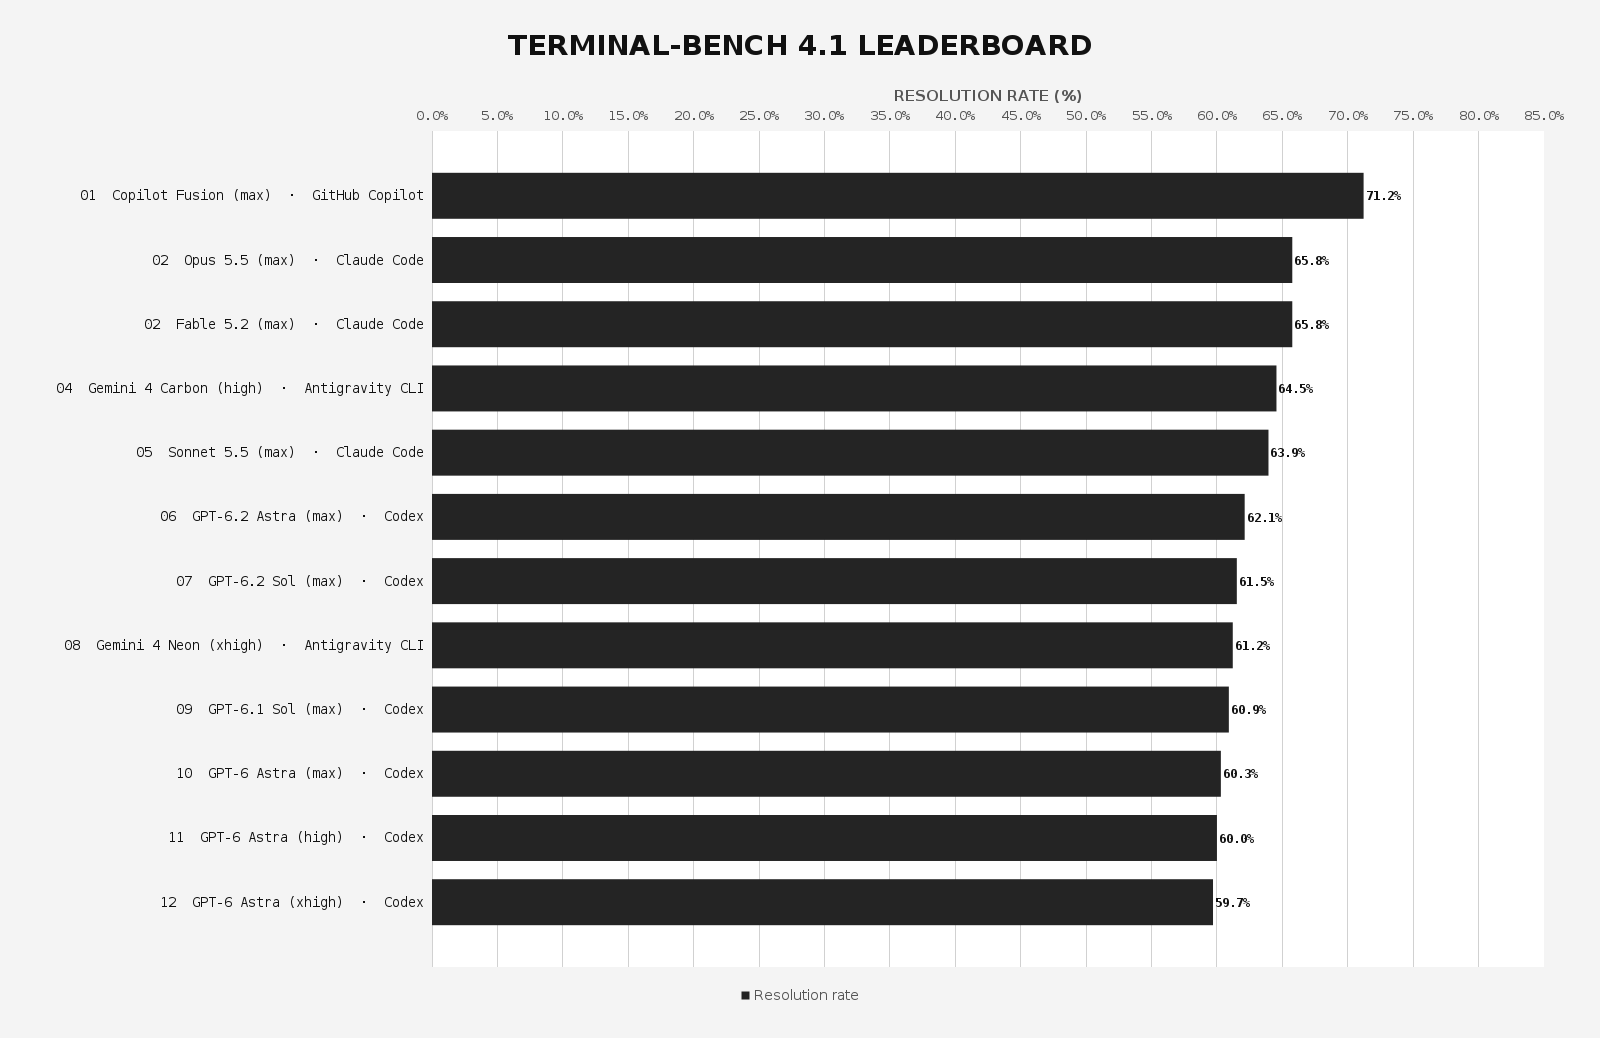 TERMINAL-BENCH 4.1 LEADERBOARD
RESOLUTION RATE (%)
0.0% 5.0% 10.0% 15.0% 20.0% 25.0% 30.0% 35.0% 40.0% 45.0% 50.0% 55.0% 60.0% 65.0% 70.0% 75.0% 80.0% 85.0%
01 Copilot Fusion (max) · GitHub Copilot 71.2%
02 Opus 5.5 (max) · Claude Code 65.8%
02 Fable 5.2 (max) · Claude Code 65.8%
04 Gemini 4 Carbon (high) · Antigravity CLI 64.5%
05 Sonnet 5.5 (max) · Claude Code 63.9%
06 GPT-6.2 Astra (max) · Codex 62.1%
07 GPT-6.2 Sol (max) · Codex 61.5%
08 Gemini 4 Neon (xhigh) · Antigravity CLI 61.2%
09 GPT-6.1 Sol (max) · Codex 60.9%
10 GPT-6 Astra (max) · Codex 60.3%
11 GPT-6 Astra (high) · Codex 60.0%
12 GPT-6 Astra (xhigh) · Codex 59.7%
Resolution rate